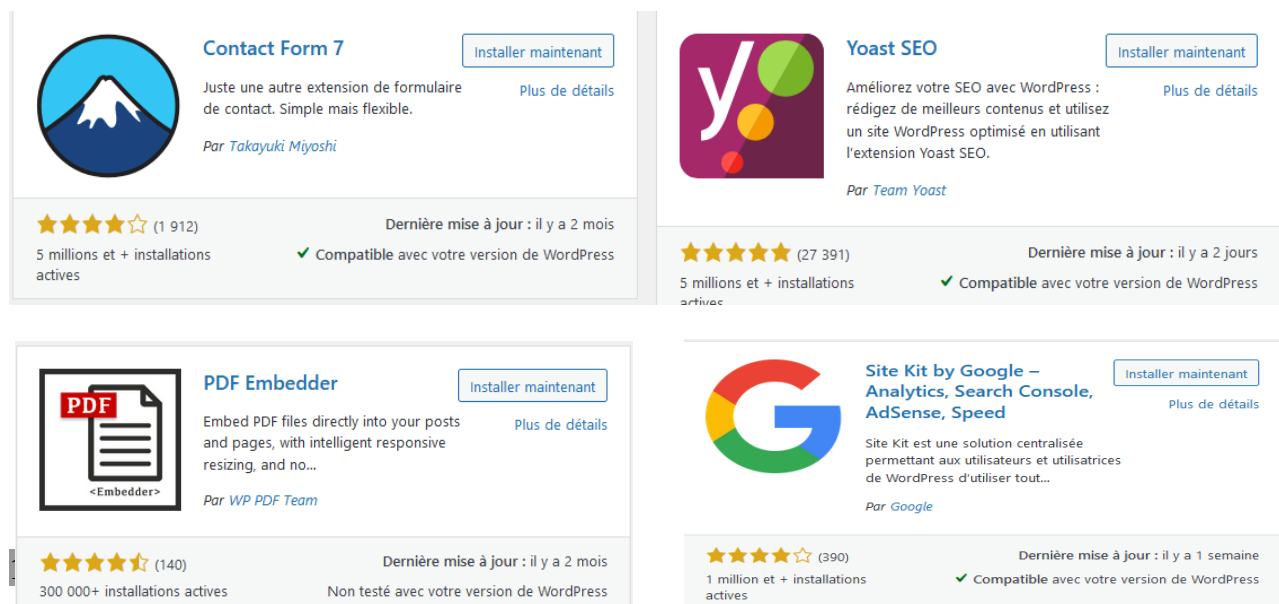 Contact Form 7
Installer maintenant
Juste une autre extension de formulaire
de contact. Simple mais flexible.
Plus de détails
Par Takayuki Miyoshi
(1 912)
Dernière mise à jour : il y a 2 mois
5 millions et + installations
actives
Compatible avec votre version de WordPress
Yoast SEO
Installer maintenant
Améliorez votre SEO avec WordPress :
rédigez de meilleurs contenus et utilisez
un site WordPress optimisé en utilisant
l'extension Yoast SEO.
Plus de détails
Par Team Yoast
(27 391)
Dernière mise à jour : il y a 2 jours
5 millions et + installations
actives
Compatible avec votre version de WordPress
y
PDF
<Embedder>
PDF Embedder
Installer maintenant
Embed PDF files directly into your posts
and pages, with intelligent responsive
resizing, and no...
Plus de détails
Par WP PDF Team
(140)
Dernière mise à jour : il y a 2 mois
300 000+ installations actives
Non testé avec votre version de WordPress
G
Site Kit by Google –
Analytics, Search Console,
AdSense, Speed
Installer maintenant
Plus de détails
Site Kit est une solution centralisée
permettant aux utilisateurs et utilisatrices
de WordPress d'utiliser tout...
Par Google
(390)
Dernière mise à jour : il y a 1 semaine
1 million et + installations
actives
Compatible avec votre version de WordPress